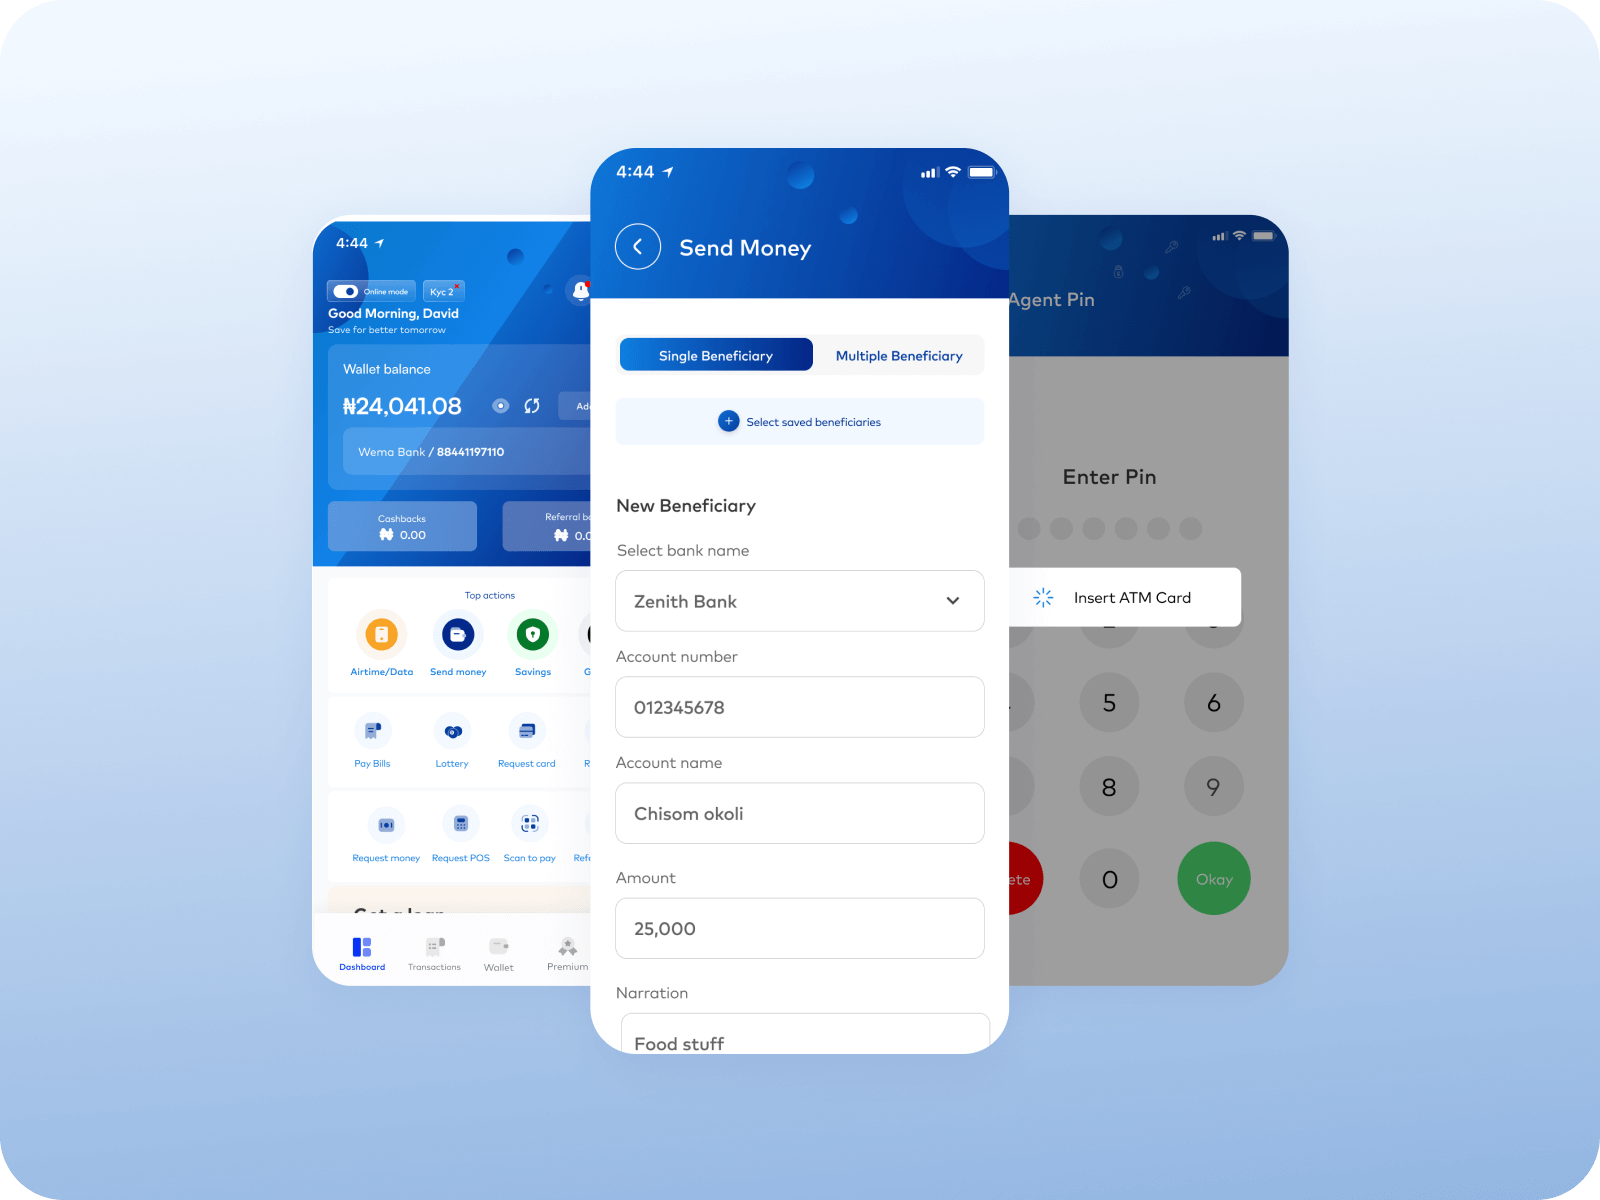 4:44
Online mode
Kyc 2
Good Morning, David
Save for better tomorrow
Wallet balance
₦24,041.08
Wema Bank / 88441197110
Cashbacks
₦ 0.00
Referral
₦ 0.0
Top actions
Airtime/Data
Send money
Savings
G
Pay Bills
Lottery
Request card
R
Request money
Request POS
Scan to pay
Refe
Get a loan
Dashboard
Transactions
Wallet
Premium
4:44
Send Money
Single Beneficiary
Multiple Beneficiary
+ Select saved beneficiaries
New Beneficiary
Select bank name
Zenith Bank
Account number
012345678
Account name
Chisom okoli
Amount
25,000
Narration
Food stuff
Agent Pin
Enter Pin
Insert ATM Card
5
6
8
9
ete
0
Okay